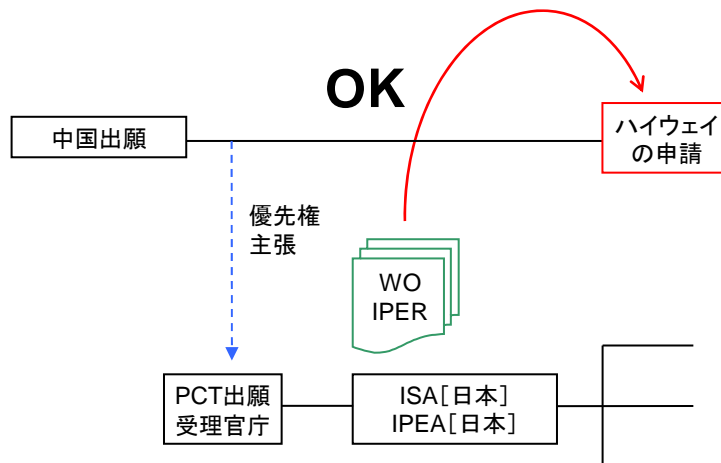 OK
中国出願
ハイウェイ
の申請
優先権
主張
WO
IPER
PCT出願
受理官庁
ISA[日本]
IPEA[日本]